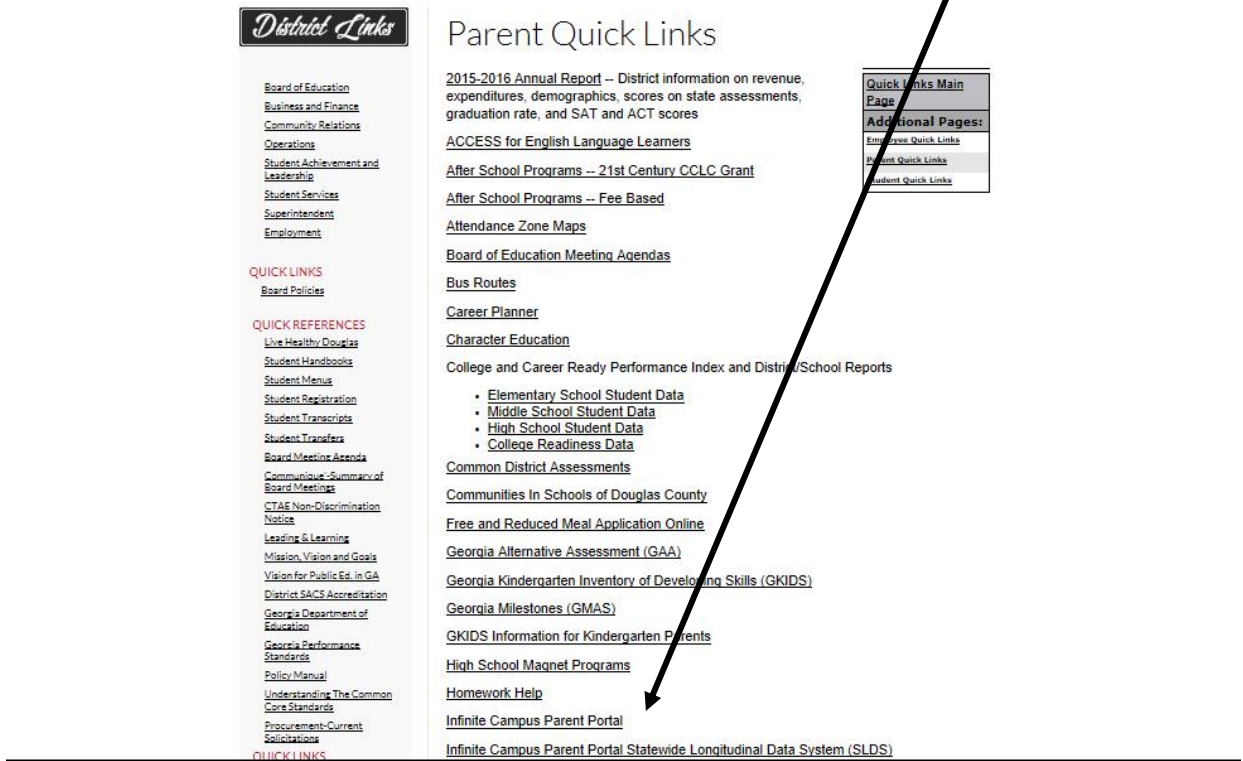 District Links
Board of Education
Business and Finance
Community Relations
Operations
Student Achievement and
Leadership
Student Services
Superintendent
Employment
QUICK LINKS
Board Policies
QUICK REFERENCES
Live Healthy Douglas
Student Handbooks
Student Menus
Student Registration
Student Transcripts
Student Transfers
Board Meeting Agenda
Communique'-Summary of
Board Meetings
CTAE Non-Discrimination
Notice
Leading & Learning
Mission, Vision and Goals
Vision for Public Ed. in GA
District SACS Accreditation
Georgia Department of
Education
Georgia Performance
Standards
Policy Manual
Understanding The Common
Core Standards
Procurement-Current
Solicitations
QUICK LINKS
Parent Quick Links
2015-2016 Annual Report -- District information on revenue,
expenditures, demographics, scores on state assessments,
graduation rate, and SAT and ACT scores
ACCESS for English Language Learners
After School Programs -- 21st Century CCLC Grant
After School Programs -- Fee Based
Attendance Zone Maps
Board of Education Meeting Agendas
Bus Routes
Career Planner
Character Education
College and Career Ready Performance Index and District/School Reports
• Elementary School Student Data
• Middle School Student Data
• High School Student Data
• College Readiness Data
Common District Assessments
Communities In Schools of Douglas County
Free and Reduced Meal Application Online
Georgia Alternative Assessment (GAA)
Georgia Kindergarten Inventory of Developing Skills (GKIDS)
Georgia Milestones (GMAS)
GKIDS Information for Kindergarten Parents
High School Magnet Programs
Homework Help
Infinite Campus Parent Portal
Infinite Campus Parent Portal Statewide Longitudinal Data System (SLDS)
Quick Links Main
Page
Additional Pages:
Employee Quick Links
Parent Quick Links
Student Quick Links